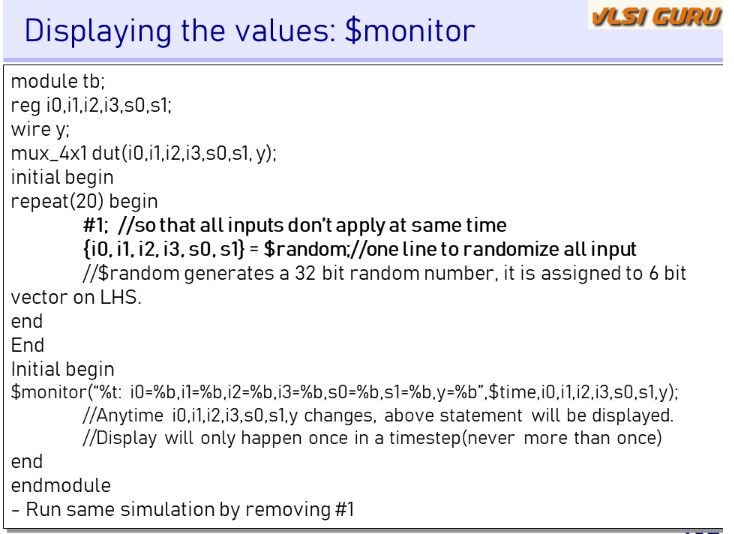 Displaying the values: $monitor
VLSI GURU
module tb;
reg i0,i1,i2,i3,s0,s1;
wire y;
mux_4x1 dut(i0,i1,i2,i3,s0,s1, y);
initial begin
repeat(20) begin
#1; //so that all inputs don't apply at same time
{i0, i1, i2, i3, s0, s1} = $random;//one line to randomize all input
//$random generates a 32 bit random number, it is assigned to 6 bit
vector on LHS.
end
End
Initial begin
$monitor(“%t: i0=%b,i1=%b,i2=%b,i3=%b,s0=%b,s1=%b,y=%b”,$time,i0,i1,i2,i3,s0,s1,y);
//Anytime i0,i1,i2,i3,s0,s1,y changes, above statement will be displayed.
//Display will only happen once in a timestep(never more than once)
end
endmodule
- Run same simulation by removing #1